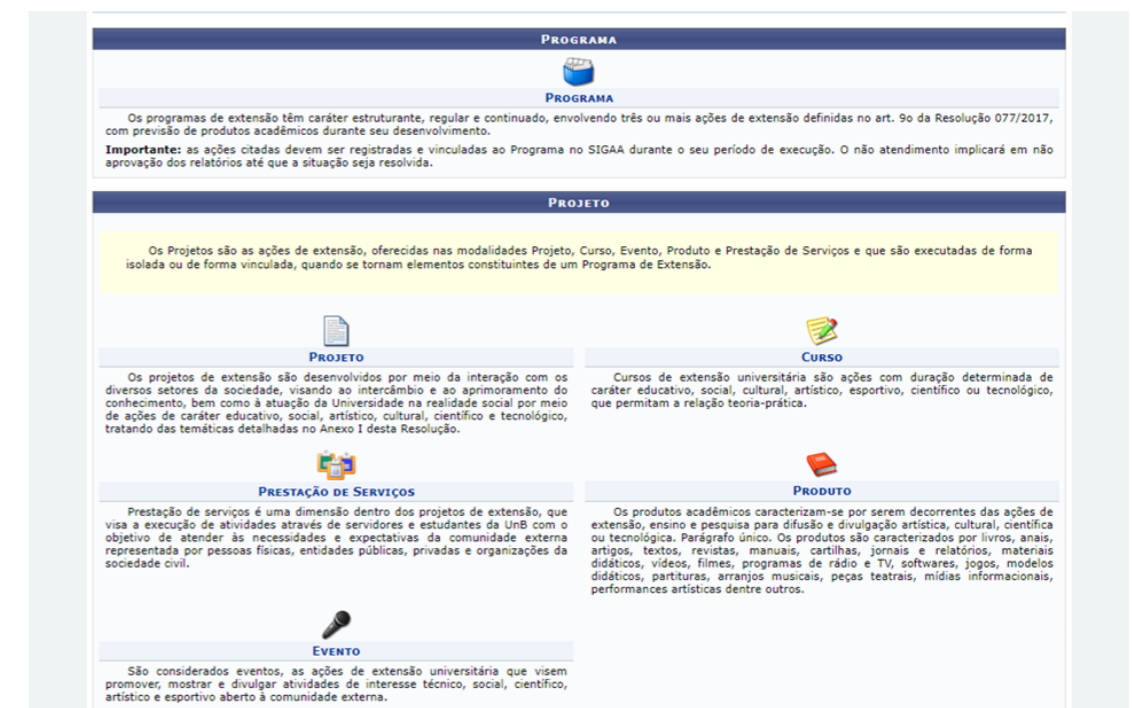 PROGRAMA
PROGRAMA
Os programas de extensão têm caráter estruturante, regular e continuado, envolvendo três ou mais ações de extensão definidas no art. 9o da Resolução 077/2017,
com previsão de produtos acadêmicos durante seu desenvolvimento.
Importante: as ações citadas devem ser registradas e vinculadas ao Programa no SIGAA durante o seu período de execução. O não atendimento implicará em não
aprovação dos relatórios até que a situação seja resolvida.
PROJETO
Os Projetos são as ações de extensão, oferecidas nas modalidades Projeto, Curso, Evento, Produto e Prestação de Serviços e que são executadas de forma
isolada ou de forma vinculada, quando se tornam elementos constituintes de um Programa de Extensão.
PROJETO
Os projetos de extensão são desenvolvidos por meio da interação com os
diversos setores da sociedade, visando ao intercâmbio e ao aprimoramento do
conhecimento, bem como à atuação da Universidade na realidade social por meio
de ações de caráter educativo, social, artístico, cultural, científico e tecnológico,
tratando das temáticas detalhadas no Anexo I desta Resolução.
CURSO
Cursos de extensão universitária são ações com duração determinada de
caráter educativo, social, cultural, artístico, esportivo, científico ou tecnológico,
que permitam a relação teoria-prática.
PRESTAÇÃO DE SERVIÇOS
Prestação de serviços é uma dimensão dentro dos projetos de extensão, que
visa a execução de atividades através de servidores e estudantes da UnB com o
objetivo de atender às necessidades e expectativas da comunidade externa
representada por pessoas físicas, entidades públicas, privadas e organizações da
sociedade civil.
PRODUTO
Os produtos acadêmicos caracterizam-se por serem decorrentes das ações de
extensão, ensino e pesquisa para difusão e divulgação artística, cultural, científica
ou tecnológica. Parágrafo único. Os produtos são caracterizados por livros, anais,
artigos, textos, revistas, manuais, cartilhas, jornais e relatórios, materiais
didáticos, vídeos, filmes, programas de rádio e TV, softwares, jogos, modelos
didáticos, partituras, arranjos musicais, peças teatrais, mídias informacionais,
performances artísticas dentre outros.
EVENTO
São considerados eventos, as ações de extensão universitária que visem
promover, mostrar e divulgar atividades de interesse técnico, social, científico,
artístico e esportivo aberto à comunidade externa.